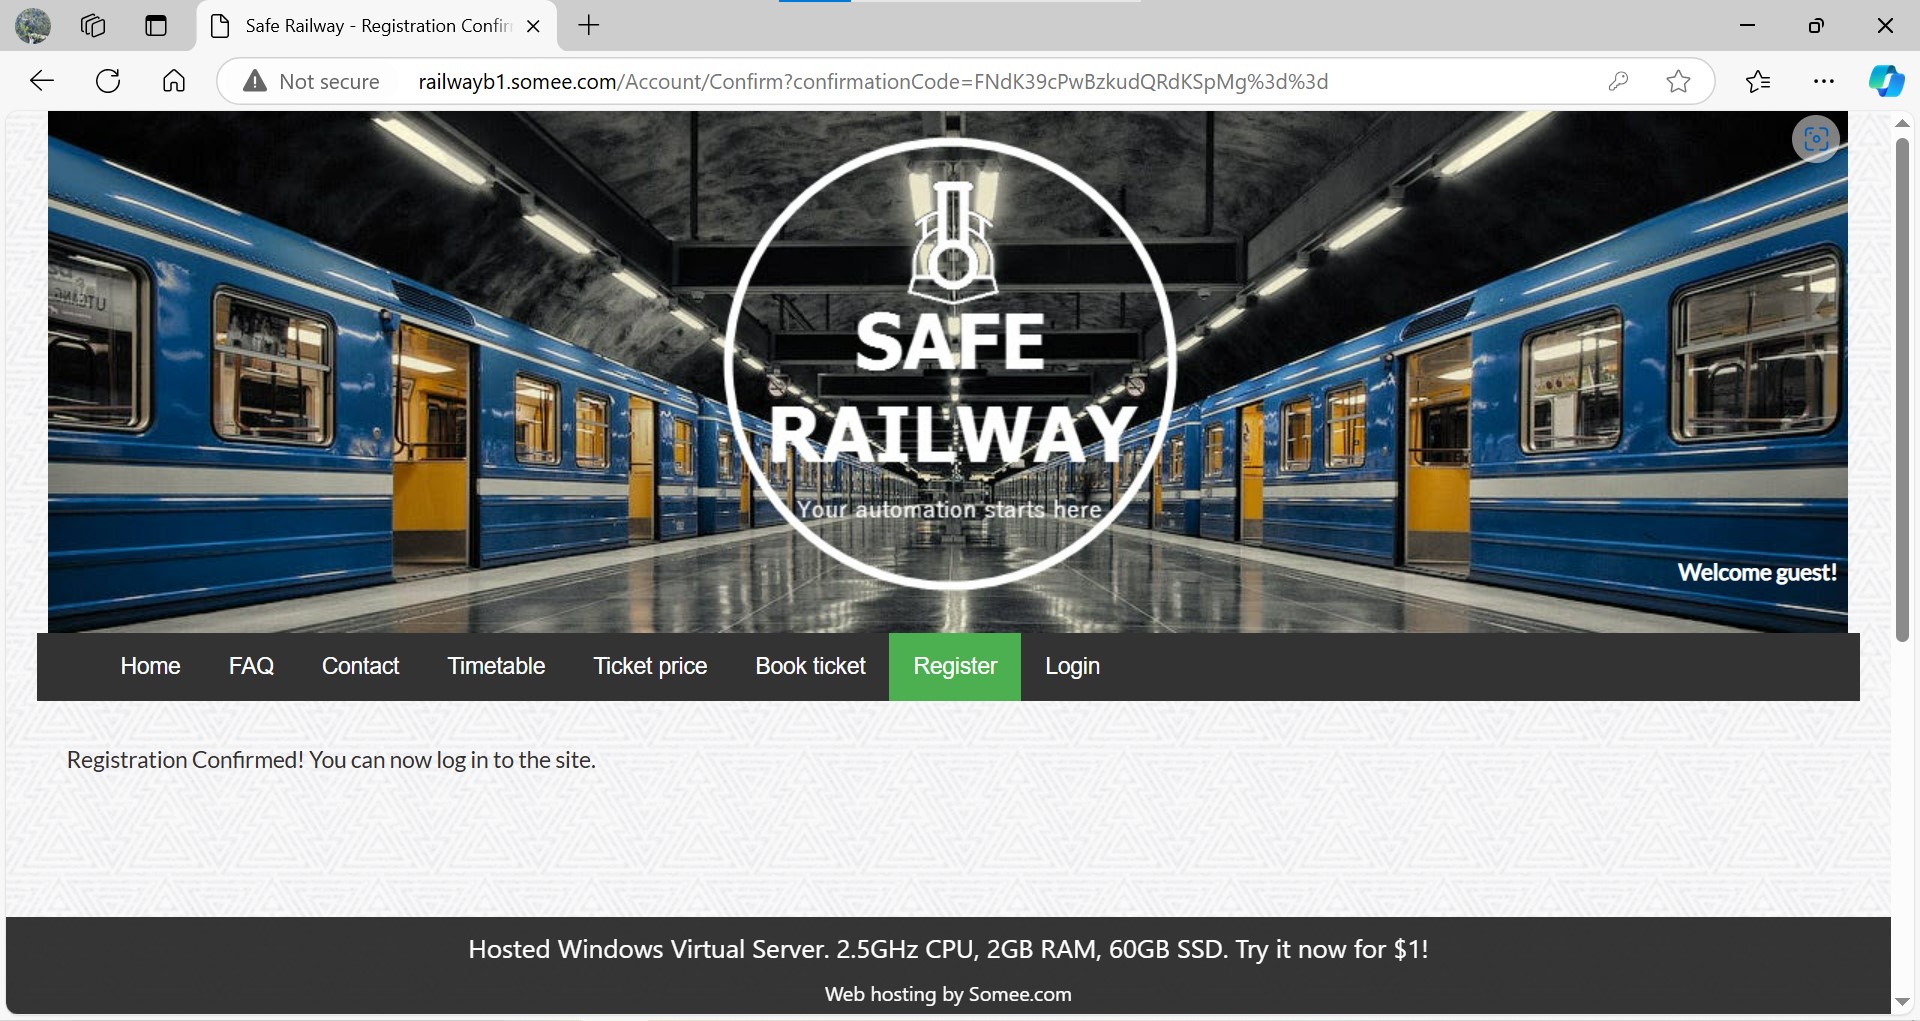 Safe Railway - Registration Confir
Not secure
railwayb1.somee.com/Account/Confirm?confirmationCode=FNdK39cPwBzkudQRdKSpMg%3d%3d
SAFE
RAILWAY
Your automation starts here
Welcome guest!
Home FAQ Contact Timetable Ticket price Book ticket Register Login
Registration Confirmed! You can now log in to the site.
Hosted Windows Virtual Server. 2.5GHz CPU, 2GB RAM, 60GB SSD. Try it now for $1!
Web hosting by Somee.com